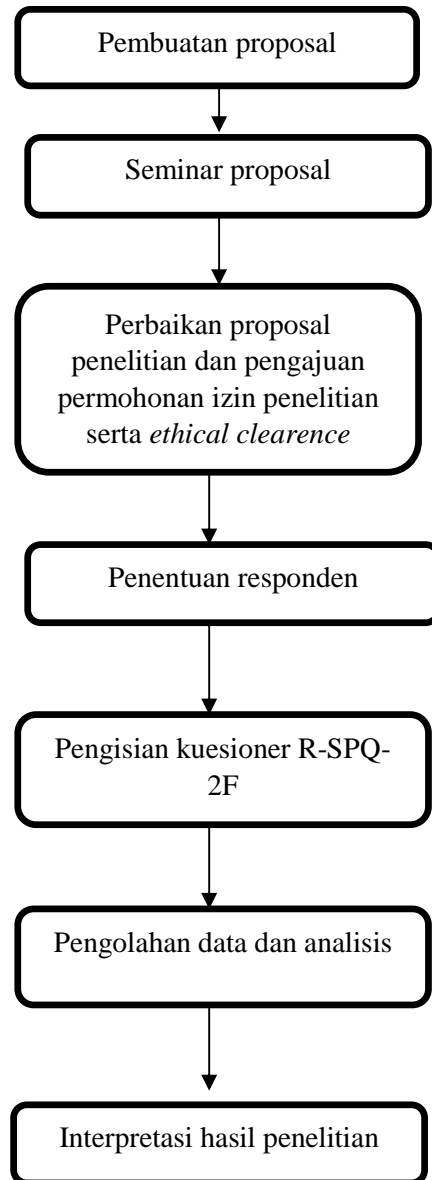 Pembuatan proposal
Seminar proposal
Perbaikan proposal
penelitian dan pengajuan
permohonan izin penelitian
serta ethical clearence
Penentuan responden
Pengisian kuesioner R-SPQ-
2F
Pengolahan data dan analisis
Interpretasi hasil penelitian